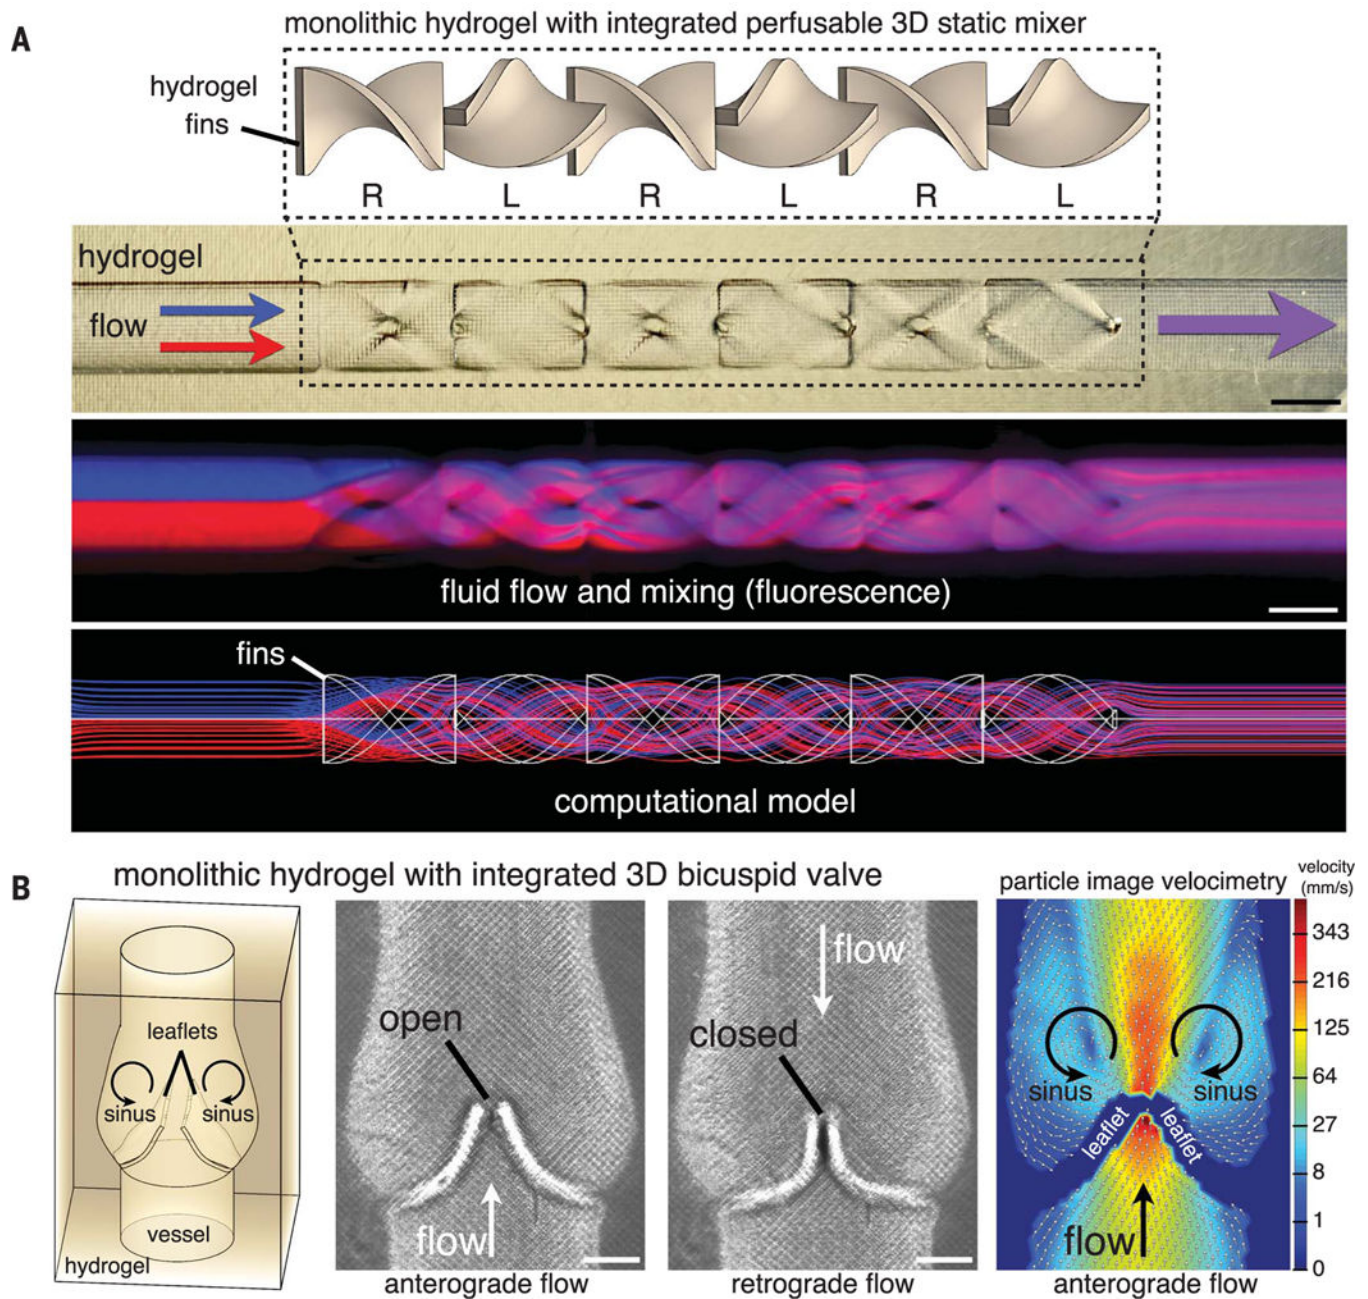 A
monolithic hydrogel with integrated perfusable 3D static mixer
hydrogel
fins
R
L
R
L
R
L
hydrogel
flow
fluid flow and mixing (fluorescence)
fins
computational model
B
monolithic hydrogel with integrated 3D bicuspid valve
leaflets
sinus
sinus
vessel
hydrogel
open
flow
anterograde flow
flow
closed
retrograde flow
particle image velocimetry
velocity
(mm/s)
343
216
125
64
27
8
1
0
sinus
sinus
leaflet
leaflet
flow
anterograde flow